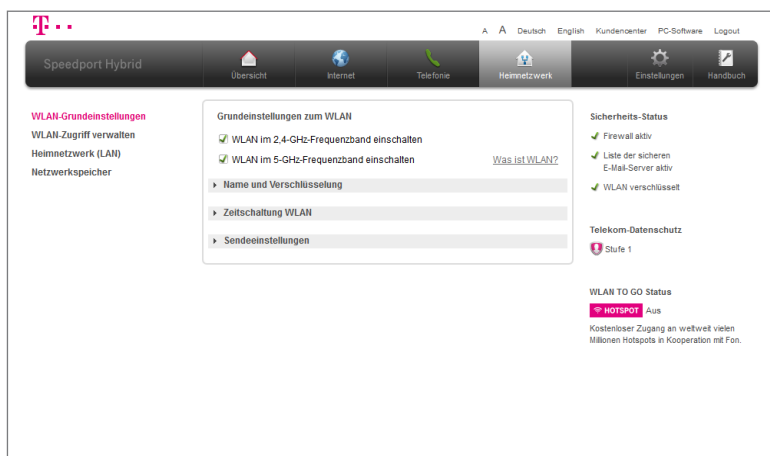 T
A A Deutsch English Kundencenter PC-Software Logout
Speedport Hybrid
Übersicht Internet Telefonie Heimnetzwerk Einstellungen Handbuch
WLAN-Grundeinstellungen
WLAN-Zugriff verwalten
Heimnetzwerk (LAN)
Netzwerkspeicher
Grundeinstellungen zum WLAN
WLAN im 2,4-GHz-Frequenzband einschalten
WLAN im 5-GHz-Frequenzband einschalten Was ist WLAN?
Name und Verschlüsselung
Zeitschaltung WLAN
Sendeeinstellungen
Sicherheits-Status
Firewall aktiv
Liste der sicheren
E-Mail-Server aktiv
WLAN verschlüsselt
Telekom-Datenschutz
Stufe 1
WLAN TO GO Status
HOTSPOT Aus
Kostenloser Zugang an weltweit vielen
Millionen Hotspots in Kooperation mit Fon.